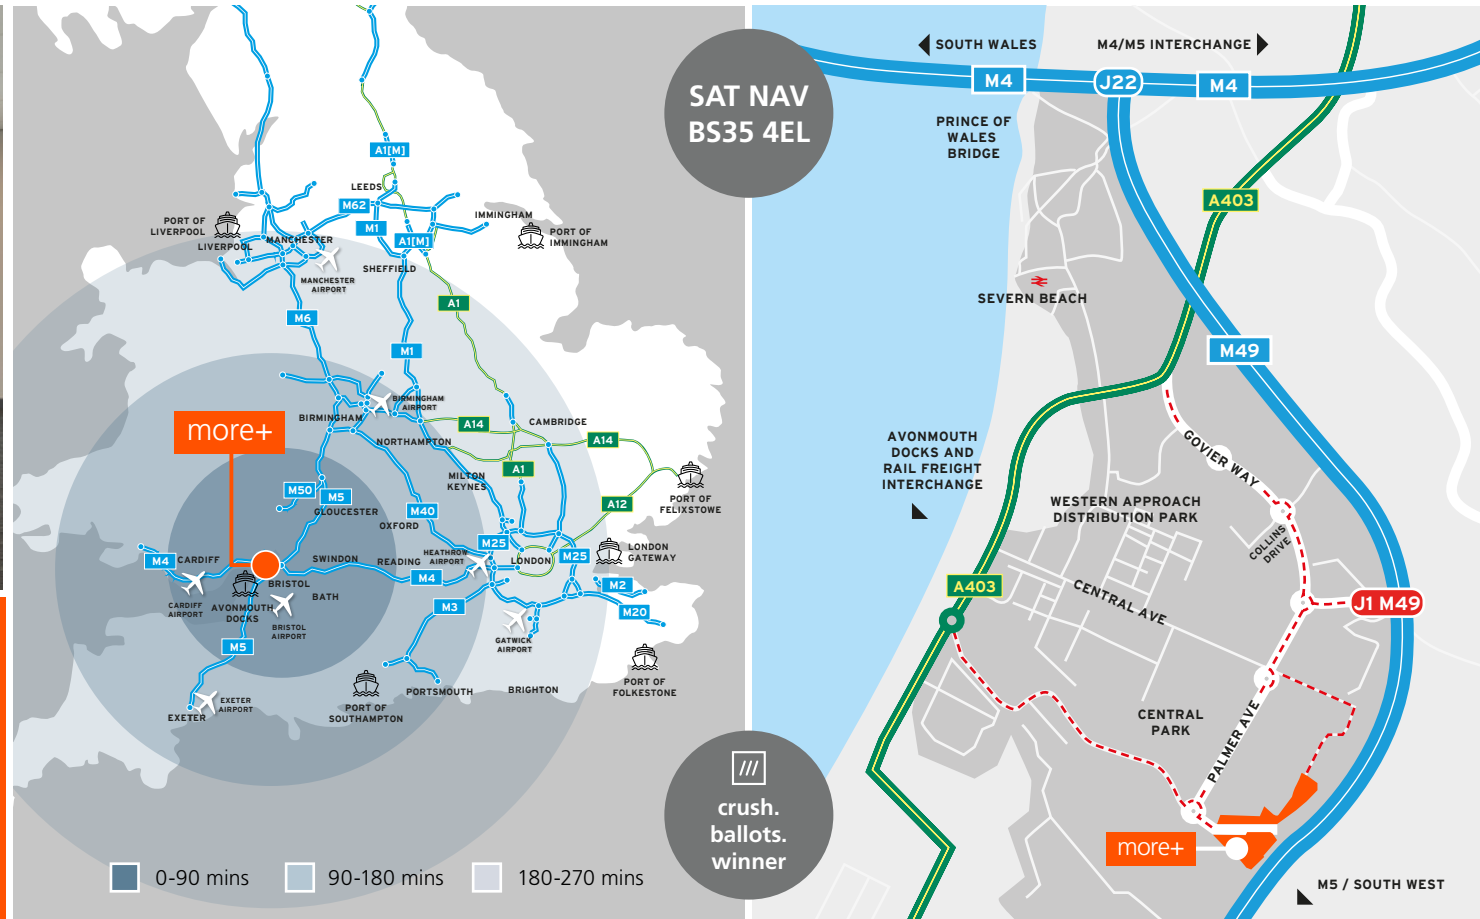 A1[M]
LEEDS
M62
PORT OF
LIVERPOOL
IMMINGHAM
M1
PORT OF
IMMINGHAM
LIVERPOOL
MANCHESTER
A1[M]
SHEFFIELD
MANCHESTER
AIRPORT
A1
M6
M1
BIRMINGHAM
AIRPORT
BIRMINGHAM
more+
A14
CAMBRIDGE
NORTHAMPTON
A14
A1
MILTON
KEYNES
M50
M5
GLOUCESTER
M40
OXFORD
A12
PORT OF
FELIXSTOWE
M25
M25
LONDON
GATEWAY
M4
CARDIFF
SWINDON
READING
HEATHROW
AIRPORT
LONDON
M4
BRISTOL
M2
CARDIFF
AIRPORT
AVONMOUTH
DOCKS
BATH
M3
M20
BRISTOL
AIRPORT
M5
GATWICK
AIRPORT
PORT OF
FOLKESTONE
PORTSMOUTH
BRIGHTON
EXETER
EXETER
AIRPORT
PORT OF
SOUTHAMPTON
0-90 mins
90-180 mins
180-270 mins
SAT NAV
BS35 4EL
///
crush.
ballots.
winner
SOUTH WALES
M4/M5 INTERCHANGE
M4
J22
M4
PRINCE OF
WALES
BRIDGE
A403
SEVERN BEACH
M49
AVONMOUTH
DOCKS AND
RAIL FREIGHT
INTERCHANGE
GOVIER WAY
WESTERN APPROACH
DISTRIBUTION PARK
COLLINS
DRIVE
A403
CENTRAL AVE
J1 M49
CENTRAL
PARK
PALMER AVE
more+
M5 / SOUTH WEST